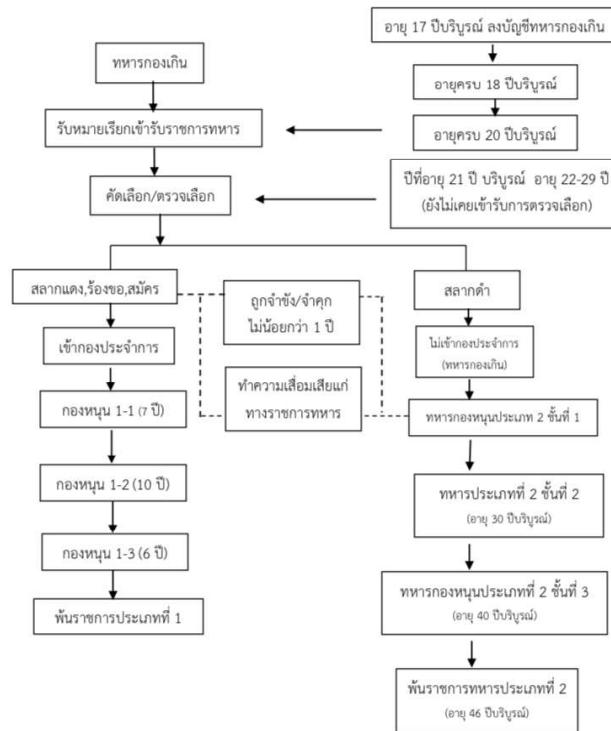 อายุ 17 ปีบริบูรณ์ ลงบัญชีทหารกองเกิน
ทหารกองเกิน
อายุครบ 18 ปีบริบูรณ์
รับหมายเรียกเข้ารับราชการทหาร
อายุครบ 20 ปีบริบูรณ์
คัดเลือก/ตรวจเลือก
ปีที่อายุ 21 ปี บริบูรณ์ อายุ 22-29 ปี
(ยังไม่เคยเข้ารับการตรวจเลือก)
สลากแดง,ร้องขอ,สมัคร
ถูกจำขัง/จำคุก
ไม่น้อยกว่า 1 ปี
สลากดำ
เข้ากองประจำการ
ไม่เข้ากองประจำการ
(ทหารกองเกิน)
กองหนุน 1-1 (7 ปี)
ทำความเสื่อมเสียแก่
ทางราชการทหาร
ทหารกองหนุนประเภท 2 ชั้นที่ 1
กองหนุน 1-2 (10 ปี)
ทหารประเภทที่ 2 ชั้นที่ 2
(อายุ 30 ปีบริบูรณ์)
กองหนุน 1-3 (6 ปี)
ทหารกองหนุนประเภทที่ 2 ชั้นที่ 3
(อายุ 40 ปีบริบูรณ์)
พ้นราชการประเภทที่ 1
พ้นราชการทหารประเภทที่ 2
(อายุ 46 ปีบริบูรณ์)